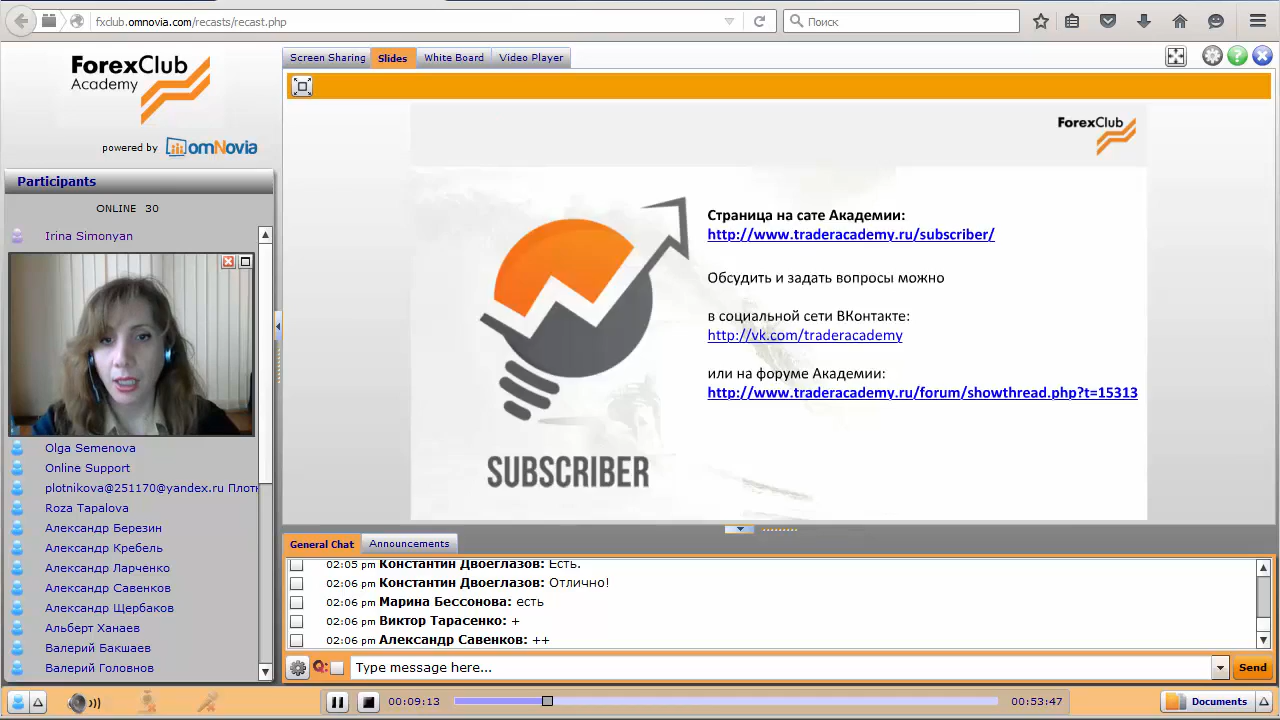 fxclub.omnovia.com/recasts/recast.php
Поиск
ForexClub
Academy
powered by omNovia
Participants
ONLINE 30
Irina Simonyan
Olga Semenova
Online Support
plotnikova@251170@yandex.ru Плотн
Roza Tapalova
Александр Березин
Александр Кребель
Александр Ларченко
Александр Савенков
Александр Щербаков
Альберт Ханаев
Валерий Бакшаев
Валерий Головнов
Screen Sharing
Slides
White Board
Video Player
ForexClub
Страница на сате Академии:
http://www.traderacademy.ru/subscriber/
Обсудить и задать вопросы можно
в социальной сети ВКонтакте:
http://vk.com/traderacademy
или на форуме Академии:
http://www.traderacademy.ru/forum/showthread.php?t=15313
SUBSCRIBER
General Chat
Announcements
02:05 pm Константин Двоеглазов: Есть.
02:06 pm Константин Двоеглазов: Отлично!
02:06 pm Марина Бессонова: есть
02:06 pm Виктор Тарасенко: +
02:06 pm Александр Савенков: ++
Q:
Type message here...
Send
00:09:13
00:53:47
Documents